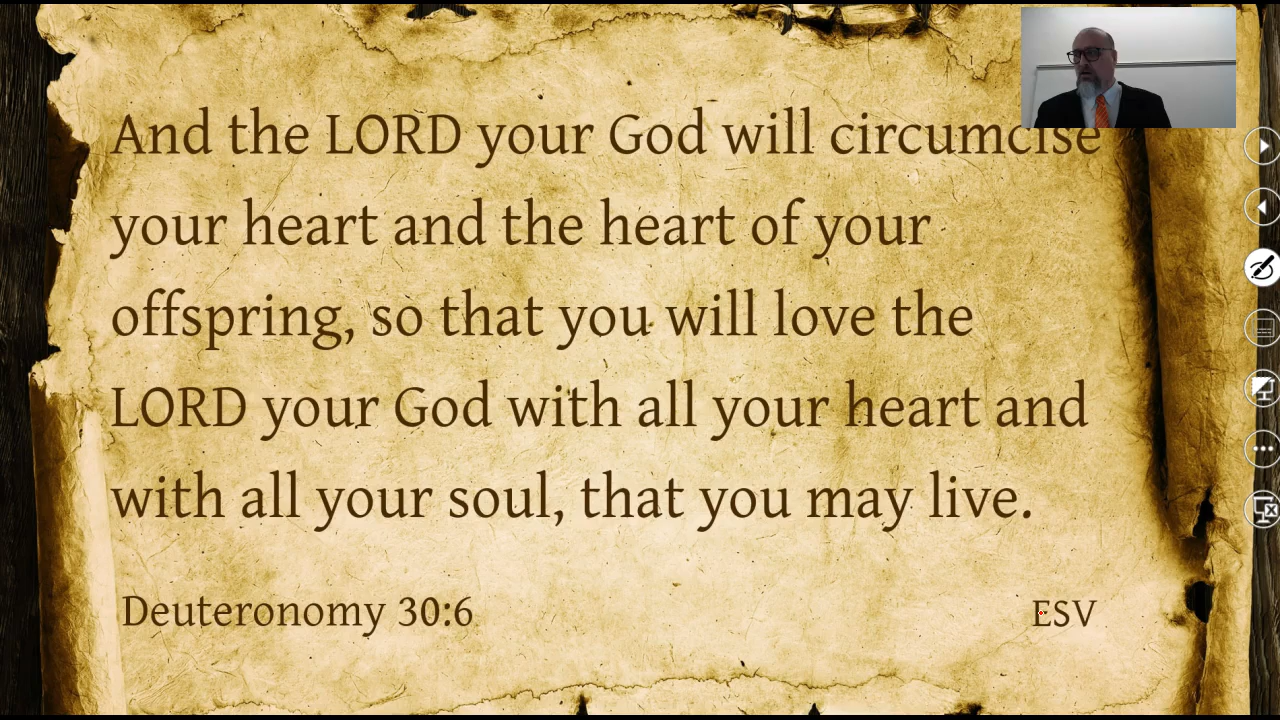 And the LORD your God will circumcise
your heart and the heart of your
offspring, so that you will love the
LORD your God with all your heart and
with all your soul, that you may live.
Deuteronomy 30:6
ESV